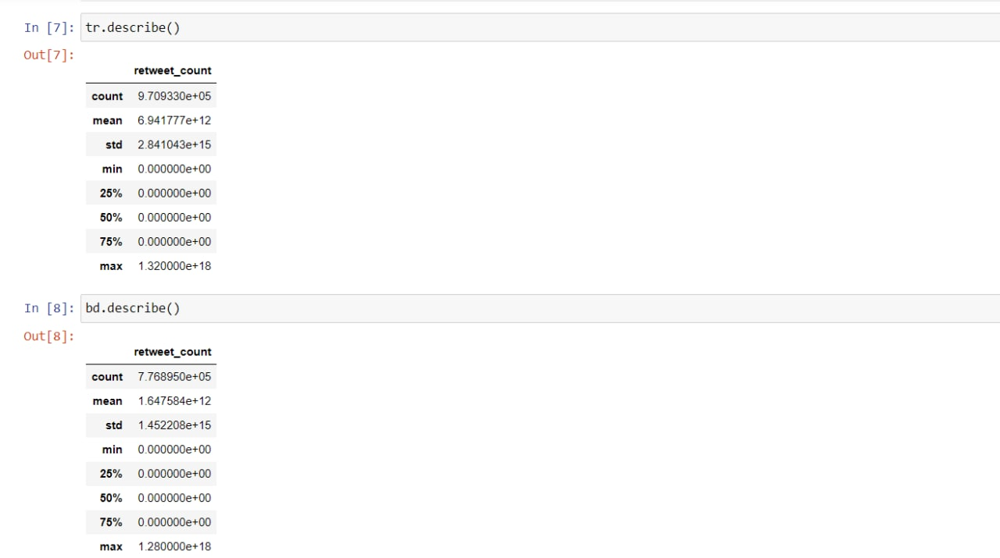 In [7]: tr.describe()
Out[7]:
retweet_count
count 9.709330e+05
mean 6.941777e+12
std 2.841043e+15
min 0.000000e+00
25% 0.000000e+00
50% 0.000000e+00
75% 0.000000e+00
max 1.320000e+18
In [8]: bd.describe()
Out[8]:
retweet_count
count 7.768950e+05
mean 1.647584e+12
std 1.452208e+15
min 0.000000e+00
25% 0.000000e+00
50% 0.000000e+00
75% 0.000000e+00
max 1.280000e+18